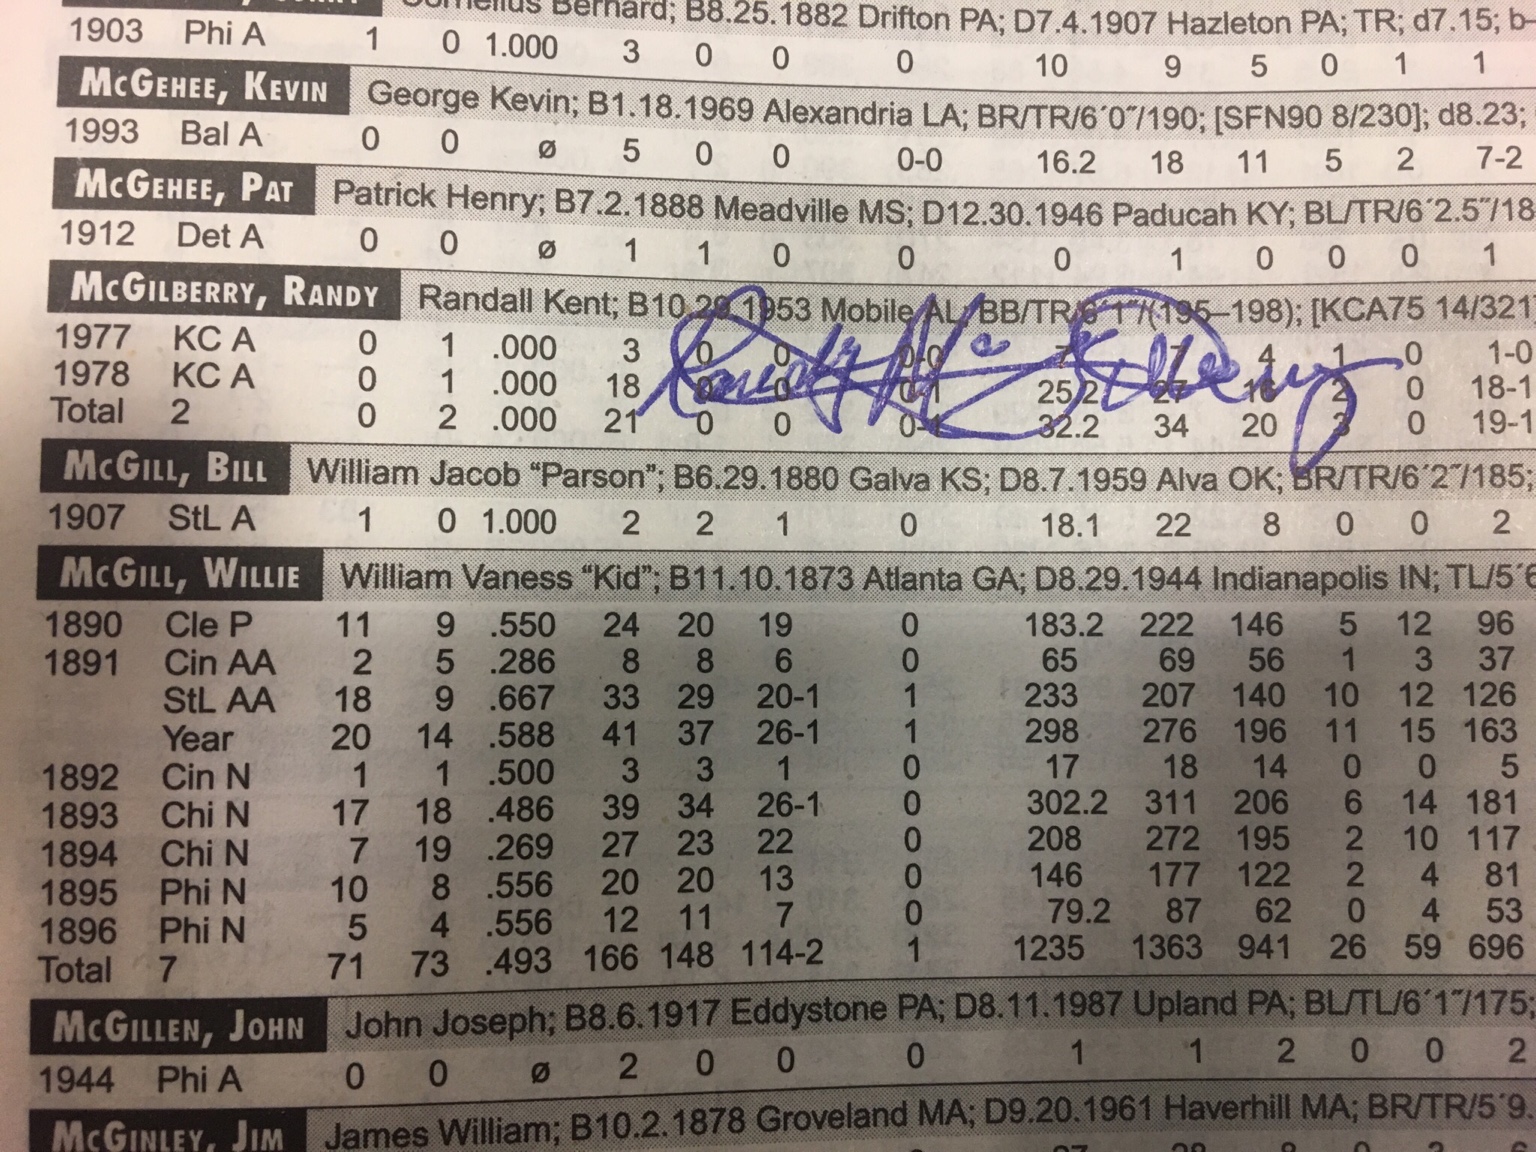 Cornelius Bernard; B8.25.1882 Drifton PA; D7.4.1907 Hazleton PA; TR; d7.15; b–
1903 Phi A 1 0 1.000 3 0 0 0 10 9 5 0 1 1
McGehee, Kevin George Kevin; B1.18.1969 Alexandria LA; BR/TR/6´0˝/190; [SFN90 8/230]; d8.23;
1993 Bal A 0 0 ø 5 0 0 0-0 16.2 18 11 5 2 7-2
McGehee, Pat Patrick Henry; B7.2.1888 Meadville MS; D12.30.1946 Paducah KY; BL/TR/6´2.5˝/18
1912 Det A 0 0 ø 1 1 0 0 0 1 0 0 0 1
McGilberry, Randy Randall Kent; B10.29.1953 Mobile AL; BB/TR/6´1˝/(195–198); [KCA75 14/321
1977 KC A 0 1 .000 3 0 0 0-0 7 7 4 1 0 1-0
1978 KC A 0 1 .000 18 0 0 0-1 25.2 27 16 2 0 18-1
Total 2 0 2 .000 21 0 0 0-1 32.2 34 20 3 0 19-1
Randy McGilberry
McGill, Bill William Jacob “Parson”; B6.29.1880 Galva KS; D8.7.1959 Alva OK; BR/TR/6´2˝/185;
1907 StL A 1 0 1.000 2 2 1 0 18.1 22 8 0 0 2
McGill, Willie William Vaness “Kid”; B11.10.1873 Atlanta GA; D8.29.1944 Indianapolis IN; TL/5´6
1890 Cle P 11 9 .550 24 20 19 0 183.2 222 146 5 12 96
1891 Cin AA 2 5 .286 8 8 6 0 65 69 56 1 3 37
StL AA 18 9 .667 33 29 20-1 1 233 207 140 10 12 126
Year 20 14 .588 41 37 26-1 1 298 276 196 11 15 163
1892 Cin N 1 1 .500 3 3 1 0 17 18 14 0 0 5
1893 Chi N 17 18 .486 39 34 26-1 0 302.2 311 206 6 14 181
1894 Chi N 7 19 .269 27 23 22 0 208 272 195 2 10 117
1895 Phi N 10 8 .556 20 20 13 0 146 177 122 2 4 81
1896 Phi N 5 4 .556 12 11 7 0 79.2 87 62 0 4 53
Total 7 71 73 .493 166 148 114-2 1 1235 1363 941 26 59 696
McGillen, John John Joseph; B8.6.1917 Eddystone PA; D8.11.1987 Upland PA; BL/TL/6´1˝/175;
1944 Phi A 0 0 ø 2 0 0 0 1 1 2 0 0 2
McGinley, Jim James William; B10.2.1878 Groveland MA; D9.20.1961 Haverhill MA; BR/TR/5´9.